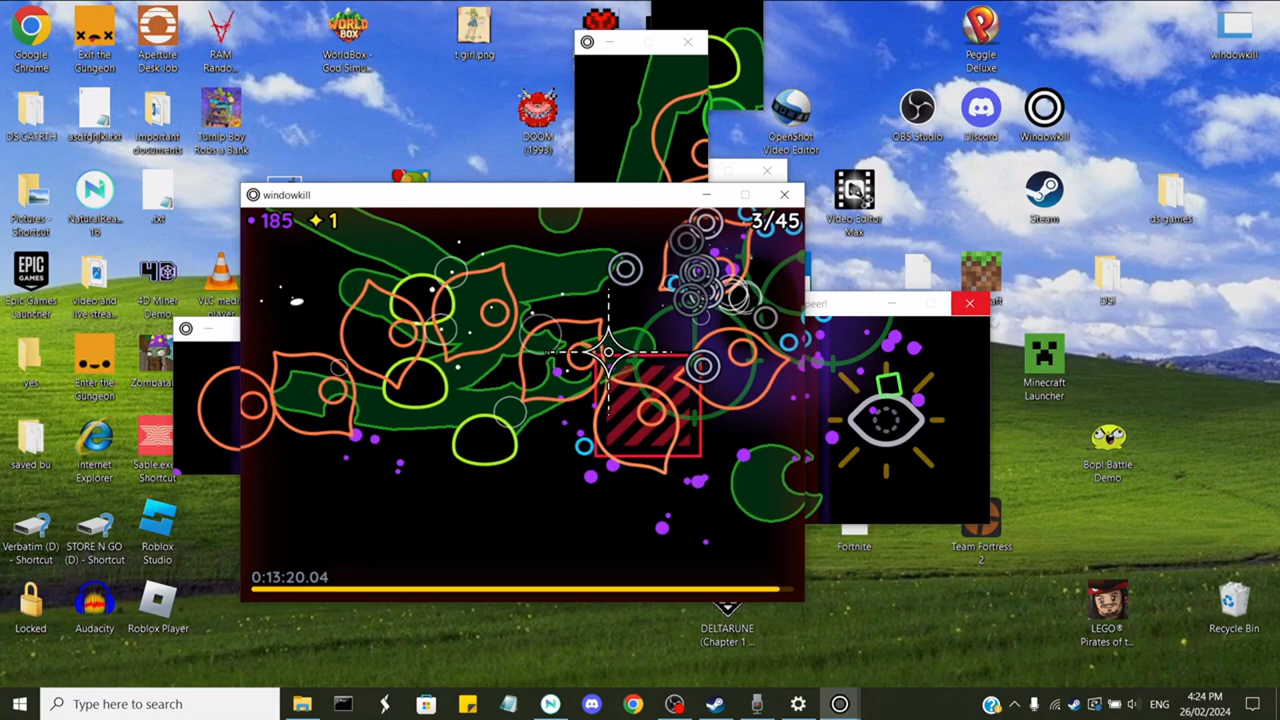 Google
Chrome
Exit the
Gungeon
Aperture
Desk Job
RAM
Rando...
WorldBox -
God Simu...
t girl.png
Peggle
Deluxe
windowkill
DS CATRTH
asdfghjkl.txt
Important
documents
Turnip Boy
Robs a Bank
DOOM
(1993)
OpenShot
Video Editor
OBS Studio
Discord
Windowkill
Pictures -
Shortcut
NaturalRea...
16
.txt
windowkill
185
1
3/45
Video Editor
Max
Steam
ds games
Epic Games
Launcher
video and
live strea...
4D Miner
Demo
VLC medi
player
peer!
DSI
yes
Enter the
Gungeon
Zombata
Minecraft
Launcher
saved bu
Internet
Explorer
Sable.exe
Shortcut
Bopl Battle
Demo
Verbatim (D)
- Shortcut
STORE N GO
(D) - Shortcut
Roblox
Studio
Fortnite
Team Fortress
2
0:13:20.04
Locked
Audacity
Roblox Player
DELTARUNE
(Chapter 1 ...
LEGO®
Pirates of t...
Recycle Bin
Type here to search
ENG
4:24 PM
26/02/2024